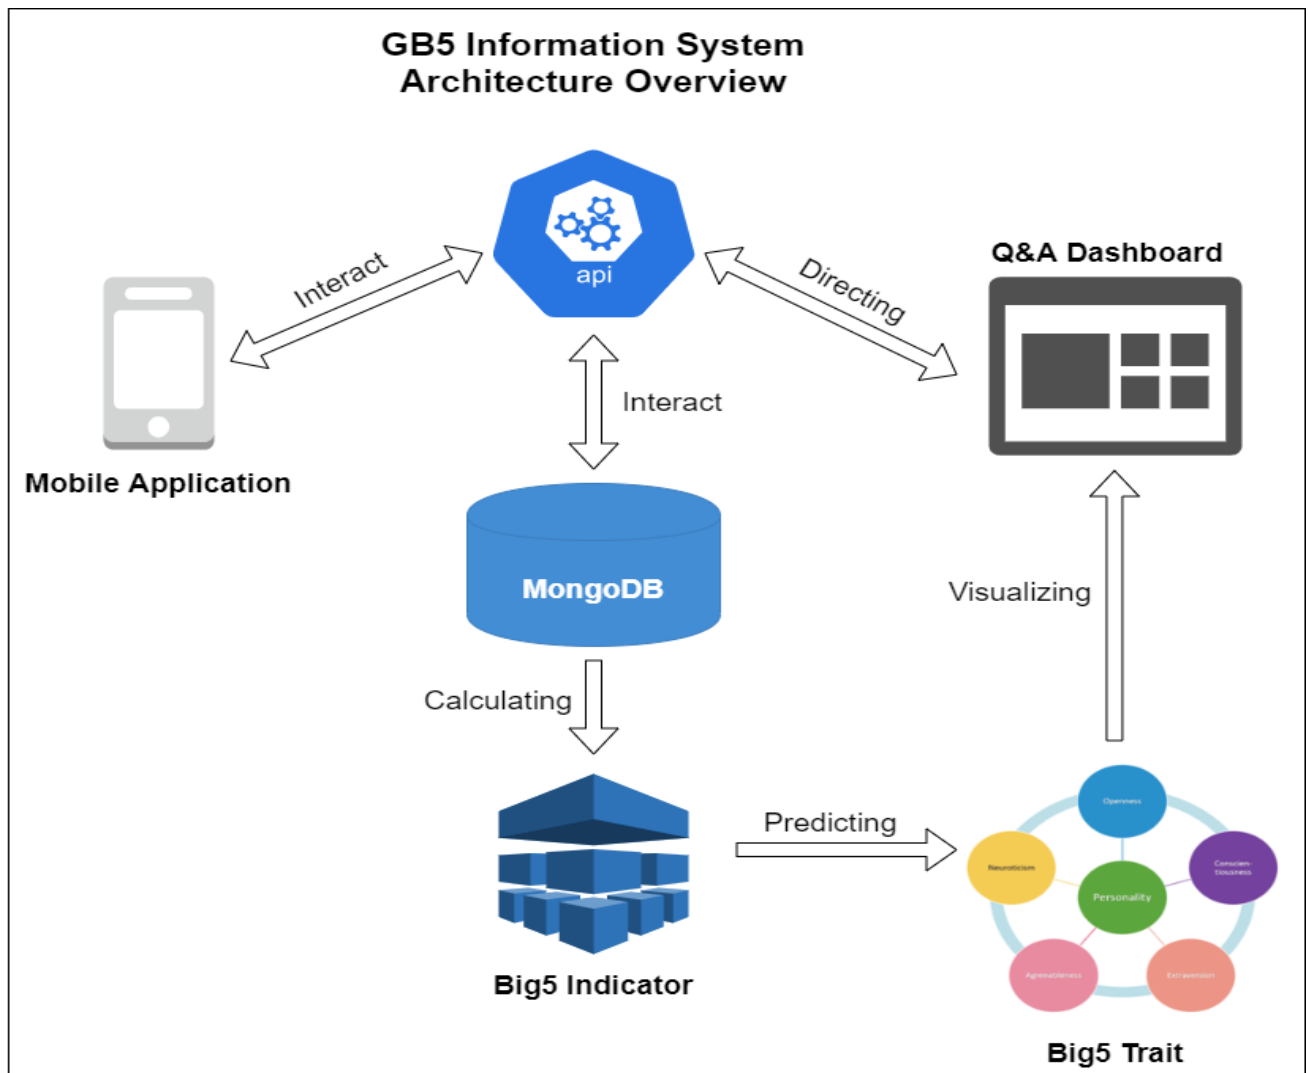 GB5 Information System
Architecture Overview
api
Interact
Directing
Q&A Dashboard
Interact
Mobile Application
MongoDB
Visualizing
Calculating
Openness
Predicting
Neuroticism
Conscien-
tiousness
Personality
Agreeableness
Extraversion
Big5 Indicator
Big5 Trait